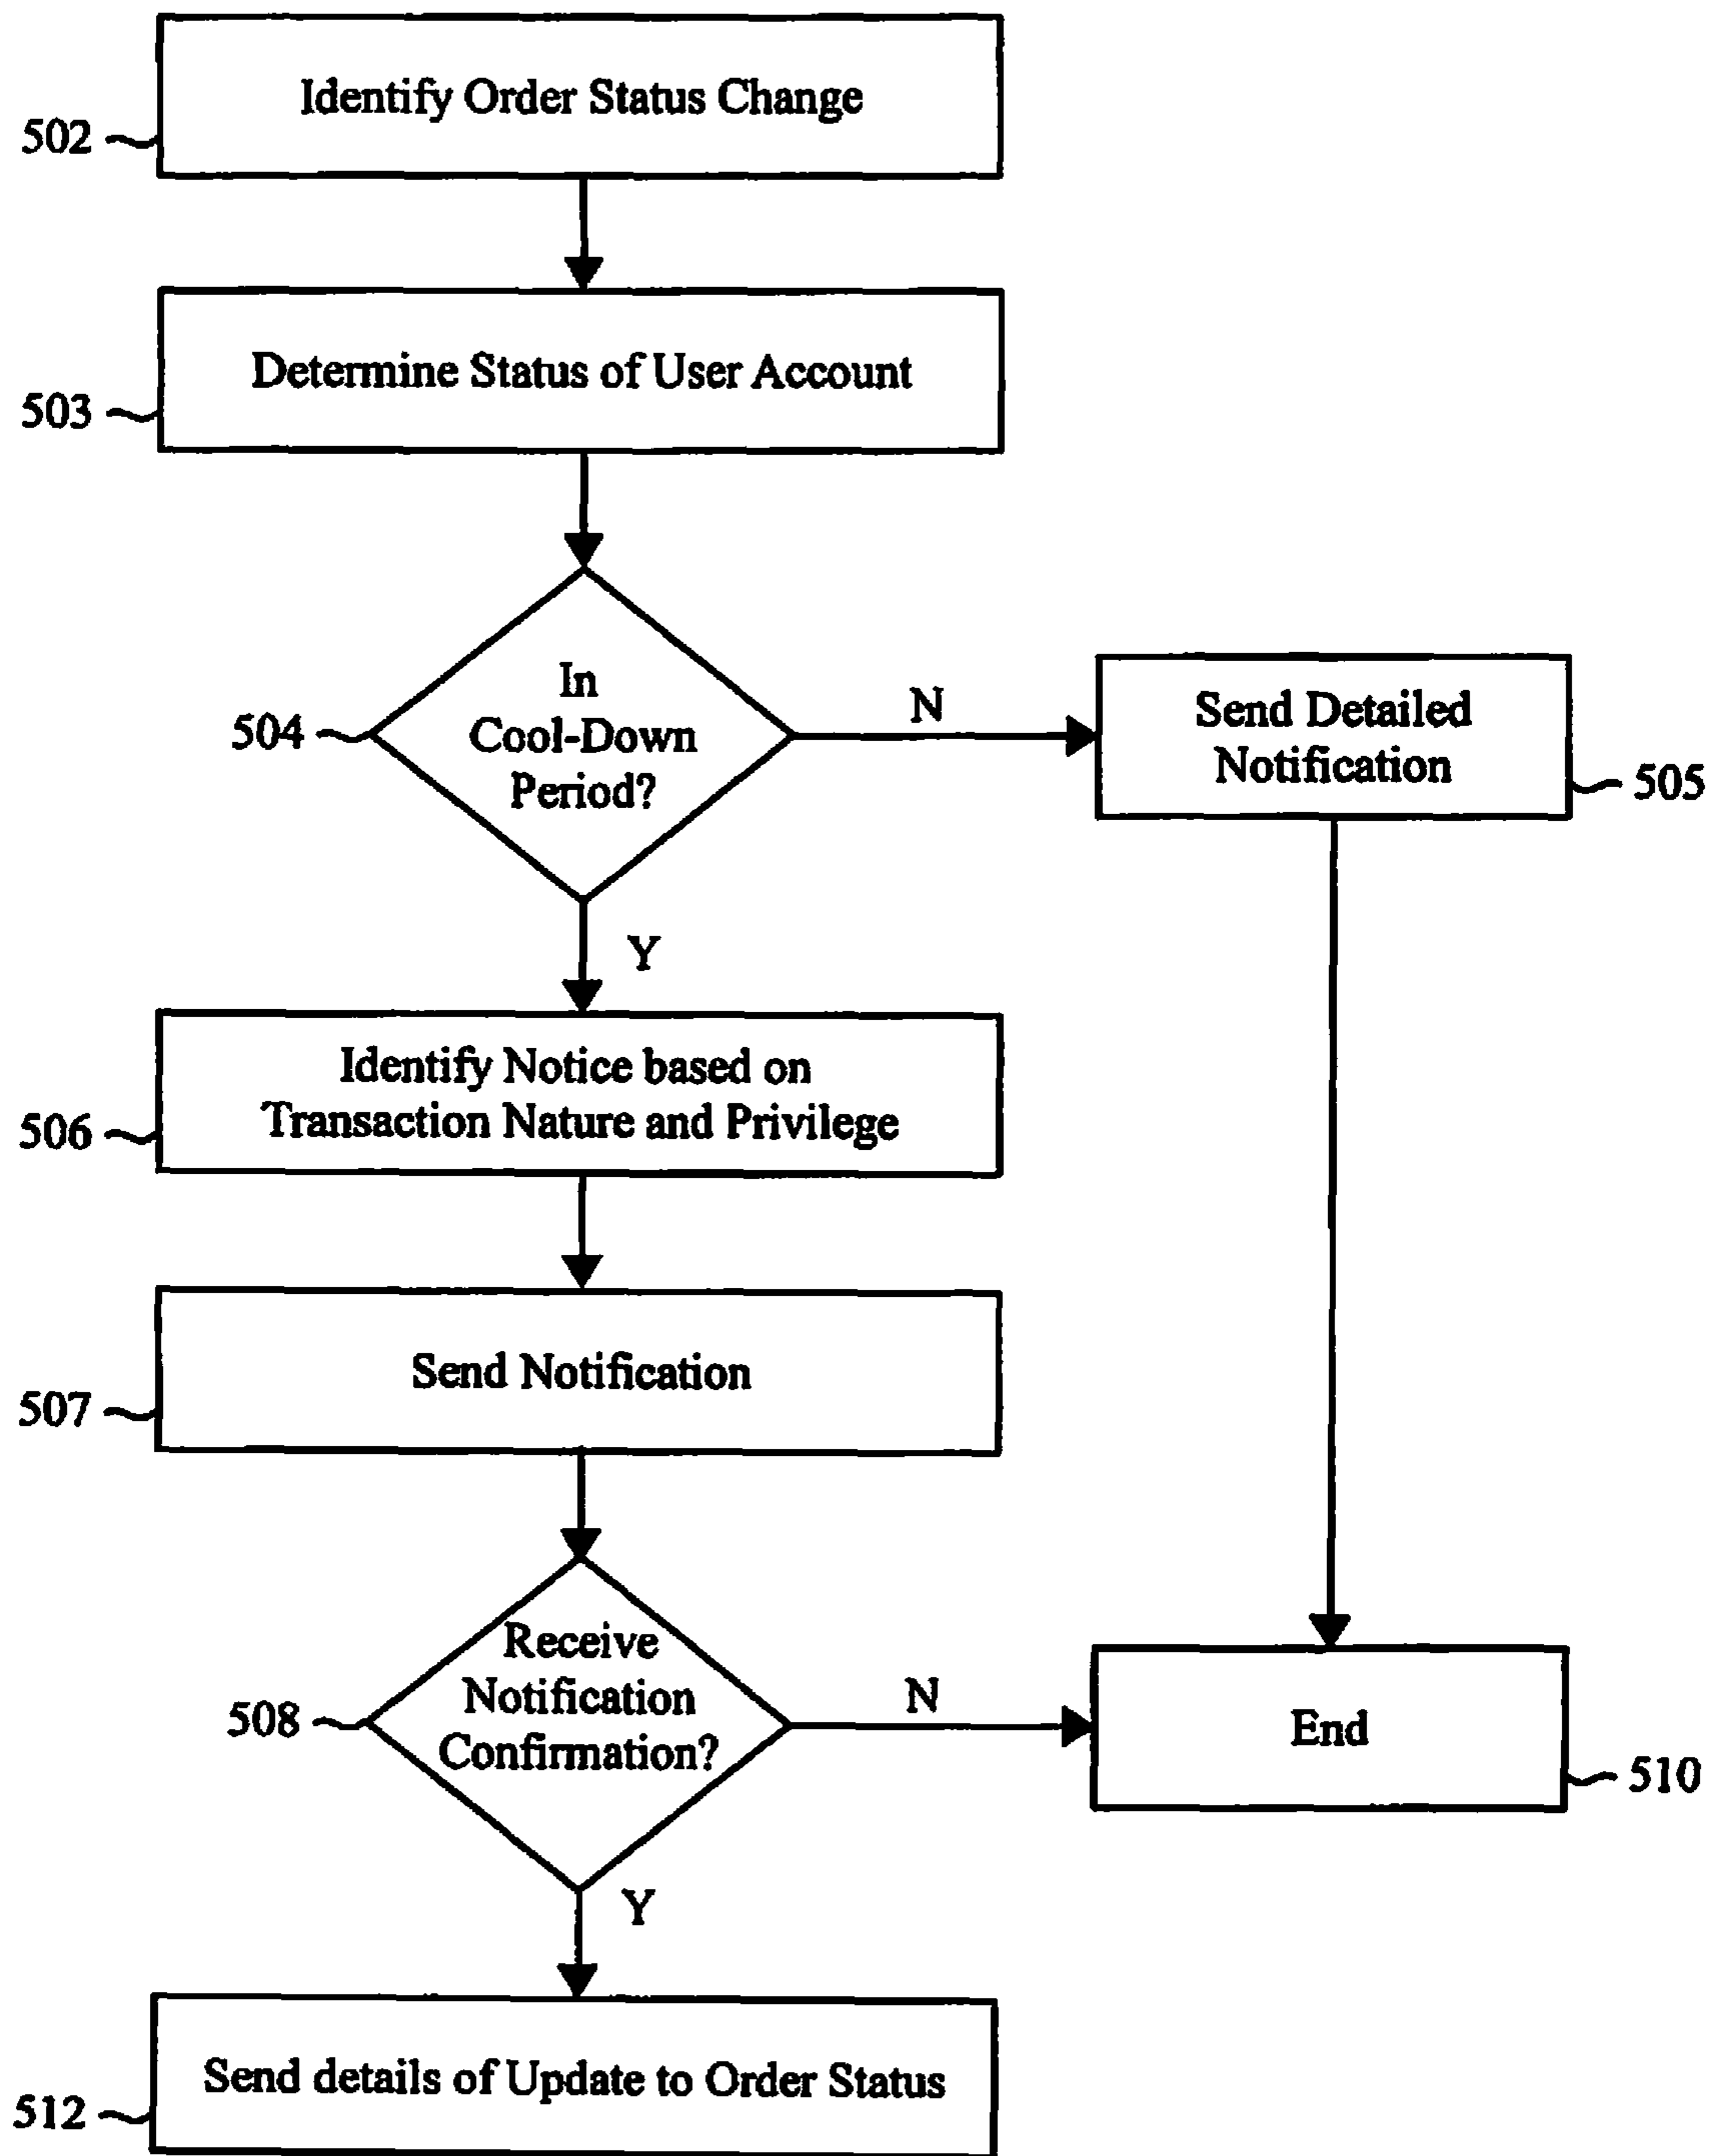 Identify Order Status Change
502
Determine Status of User Account
503
In
Cool-Down
Period?
504
N
Send Detailed
Notification
505
Y
Identify Notice based on
Transaction Nature and Privilege
506
Send Notification
507
Receive
Notification
Confirmation?
508
N
End
510
Y
Send details of Update to Order Status
512